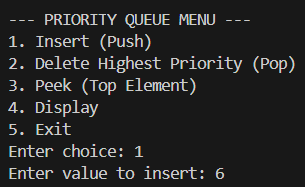 --- PRIORITY QUEUE MENU ---
1. Insert (Push)
2. Delete Highest Priority (Pop)
3. Peek (Top Element)
4. Display
5. Exit
Enter choice: 1
Enter value to insert: 6